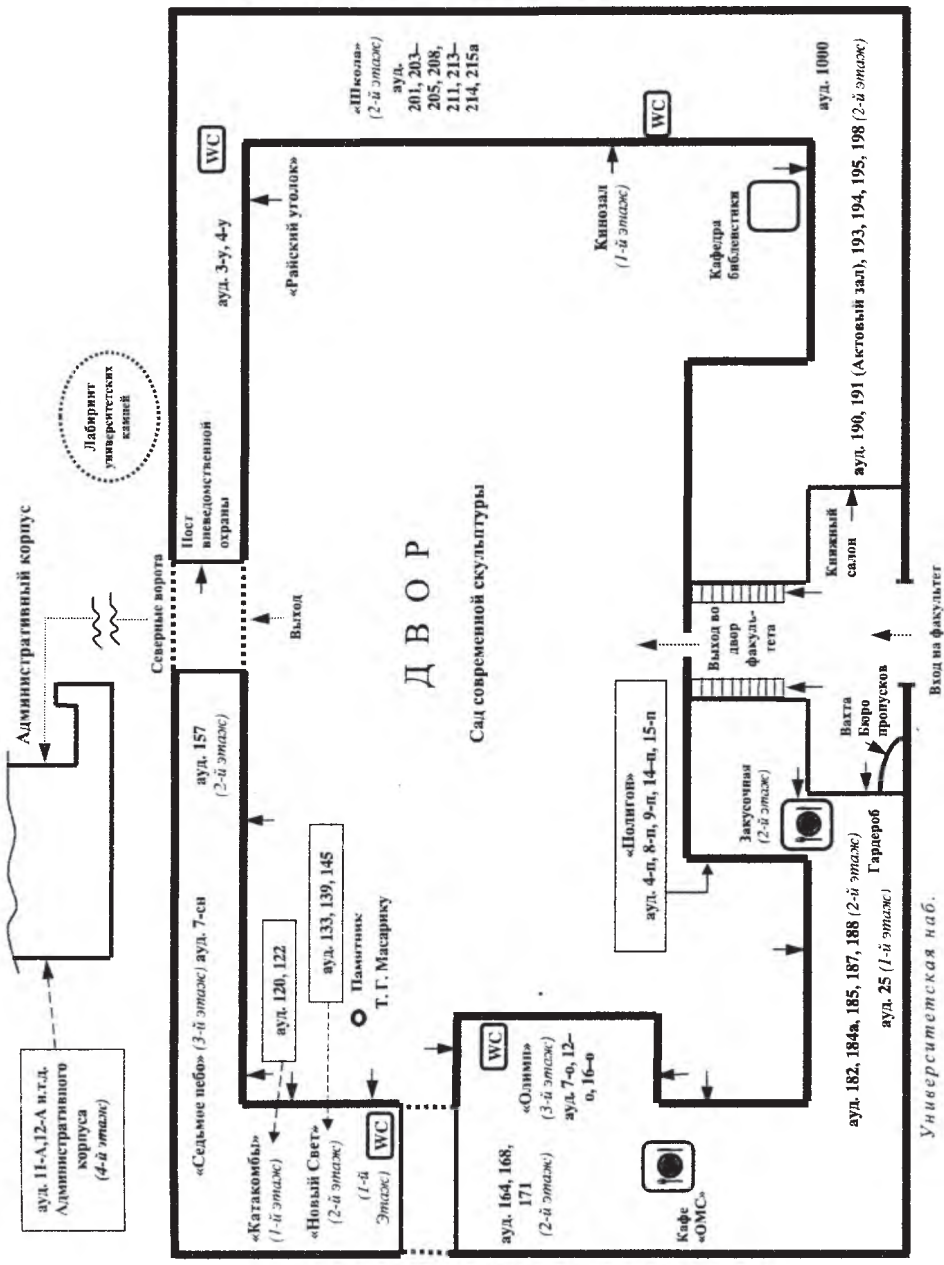 ауд. 11-А,12-А и.т.д.
Административного
корпуса
(4-й этаж)
Административный корпус
Лабиринт
университетских
камней
Северные ворота
Пост
вневедомственной
охраны
«Седьмое небо» (3-й этаж) ауд. 7-сн
ауд. 157
(2-й этаж)
ауд. 3-у, 4-у
WC
«Школа»
(2-й этаж)
ауд.
201, 203–
205, 208,
211, 213–
214, 215а
Выход
«Райский уголок»
«Катакомбы»
(1-й этаж)
ауд. 120, 122
«Новый Свет»
(2-й этаж)
ауд. 133, 139, 145
(1-й
Этаж)
WC
Памятник
Т. Г. Масарику
ДВОР
Сад современной скульптуры
Кинозал
(1-й этаж)
WC
WC
«Олимп»
(3-й этаж)
ауд. 7-о, 12–
о, 16–о
ауд. 164, 168,
171
(2-й этаж)
«Полигон»
ауд. 4-п, 8-п, 9-п, 14-п, 15-п
Кафедра
библеистики
Кафе
«ОМС»
Закусочная
(2-й этаж)
Выход во
двор
факуль-
тета
Книжный
салон
ауд. 1000
ауд. 190, 191 (Актовый зал), 193, 194, 195, 198 (2-й этаж)
ауд. 182, 184а, 185, 187, 188 (2-й этаж)
ауд. 25 (1-й этаж)
Гардероб
Вахта
Бюро
пропусков
Вход на факультет
Университетская наб.